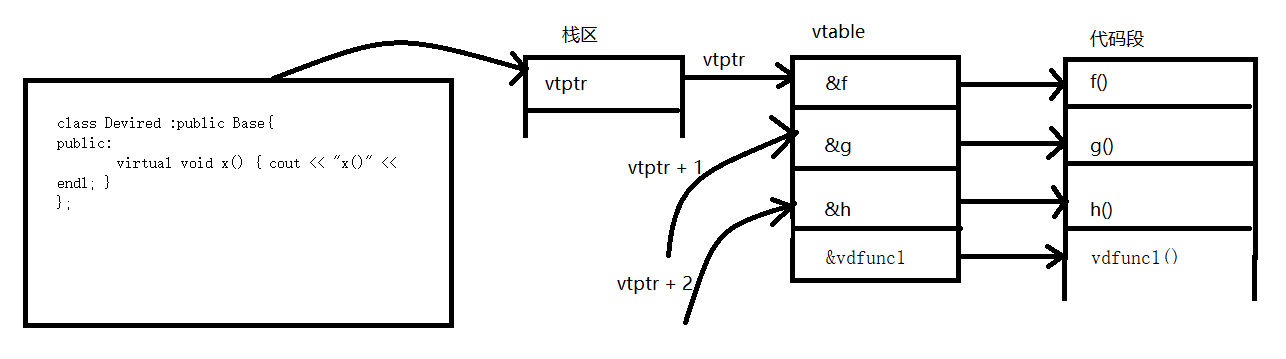 栈区
vtable
代码段
vtptr
vtptr
&f
f()
class Devired :public Base{
public:
virtual void x() { cout << "x()" <<
endl; }
};
vtptr + 1
&g
g()
&h
h()
vtptr + 2
&vdfunc1
vdfunc1()